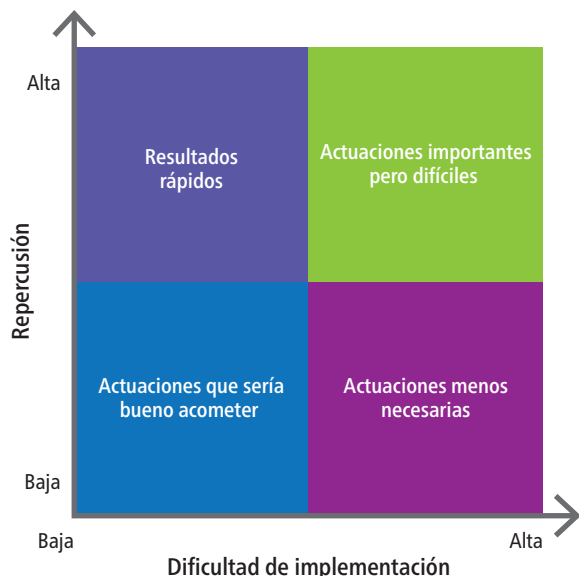 Alta
Resultados
rápidos
Actuaciones importantes
pero difíciles
Repercusión
Actuaciones que sería
bueno acometer
Actuaciones menos
necesarias
Baja
Baja
Alta
Dificultad de implementación